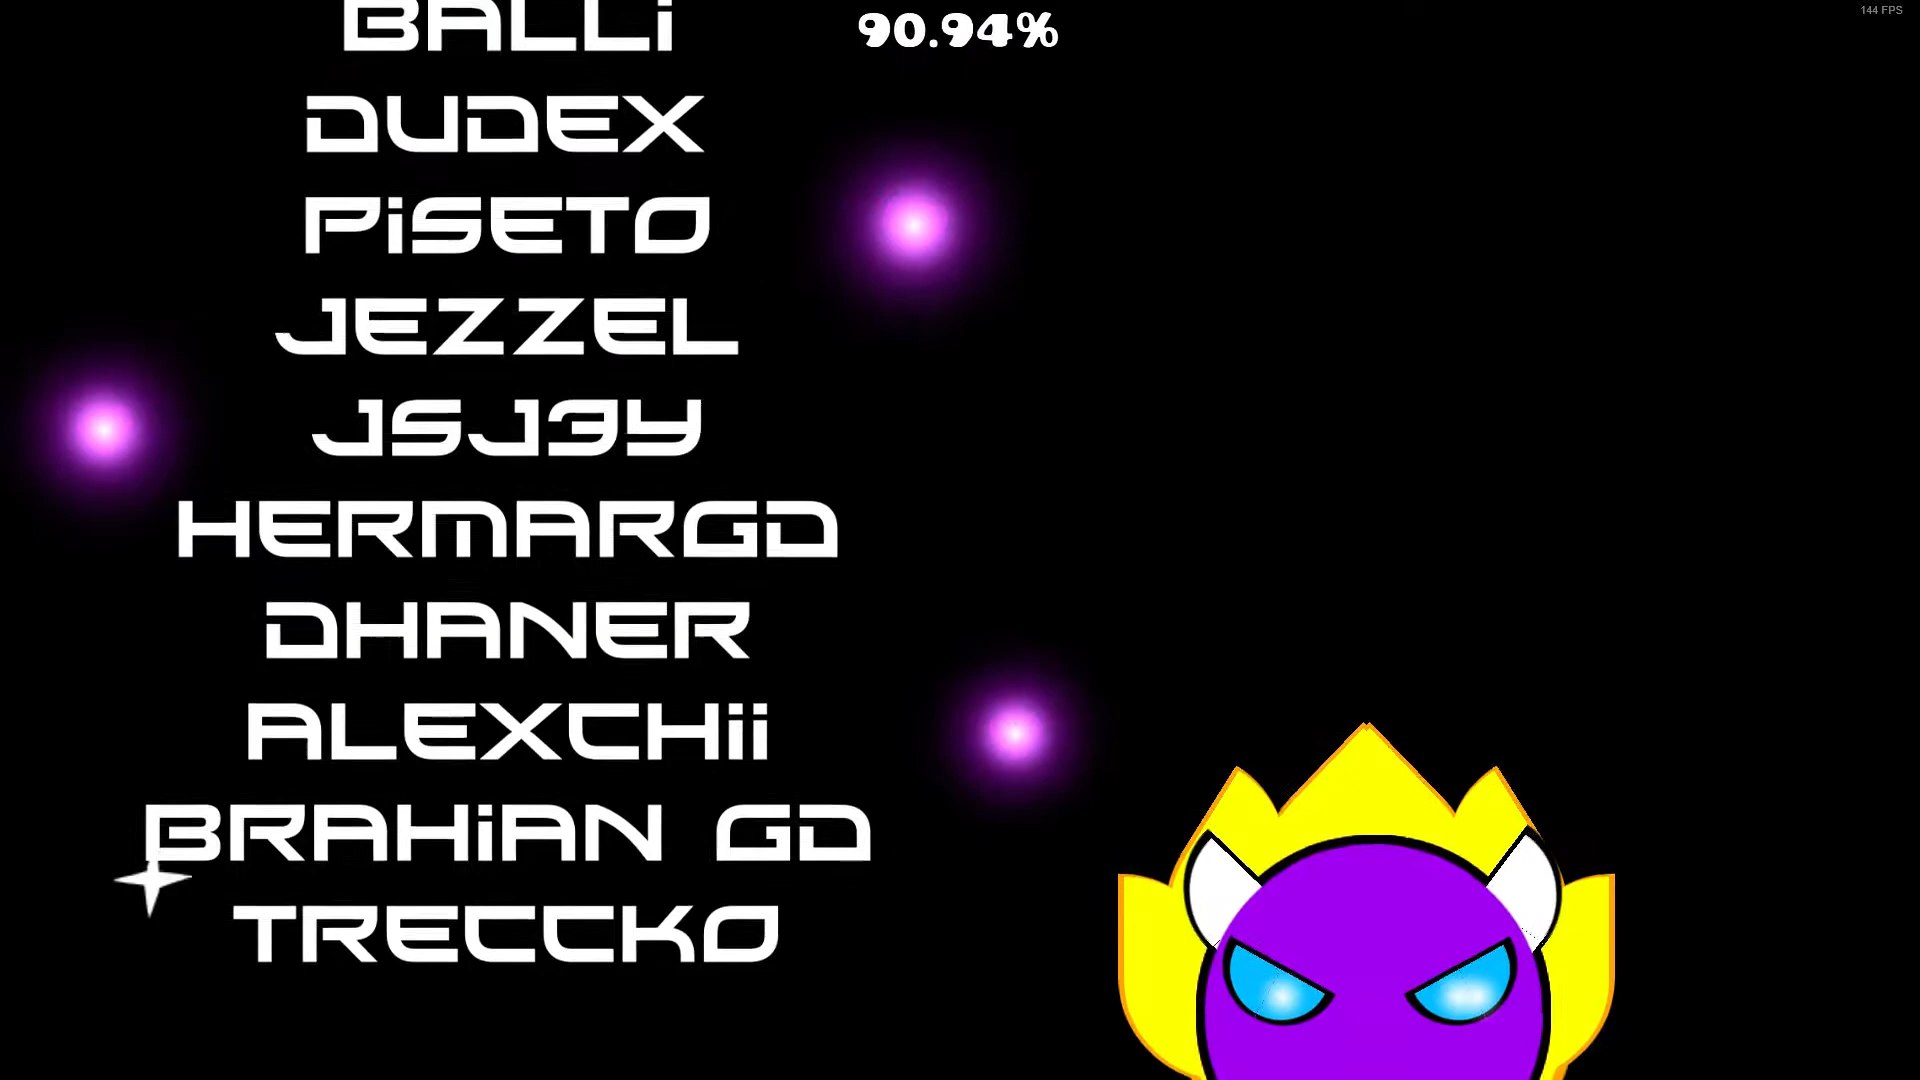 BALLi
90.94%
144 FPS
DUDEX
PiSETO
JEZZEL
JSJ3Y
HERMARGD
DHANER
ALEXCHii
BRAHiAN GD
TRECCKO